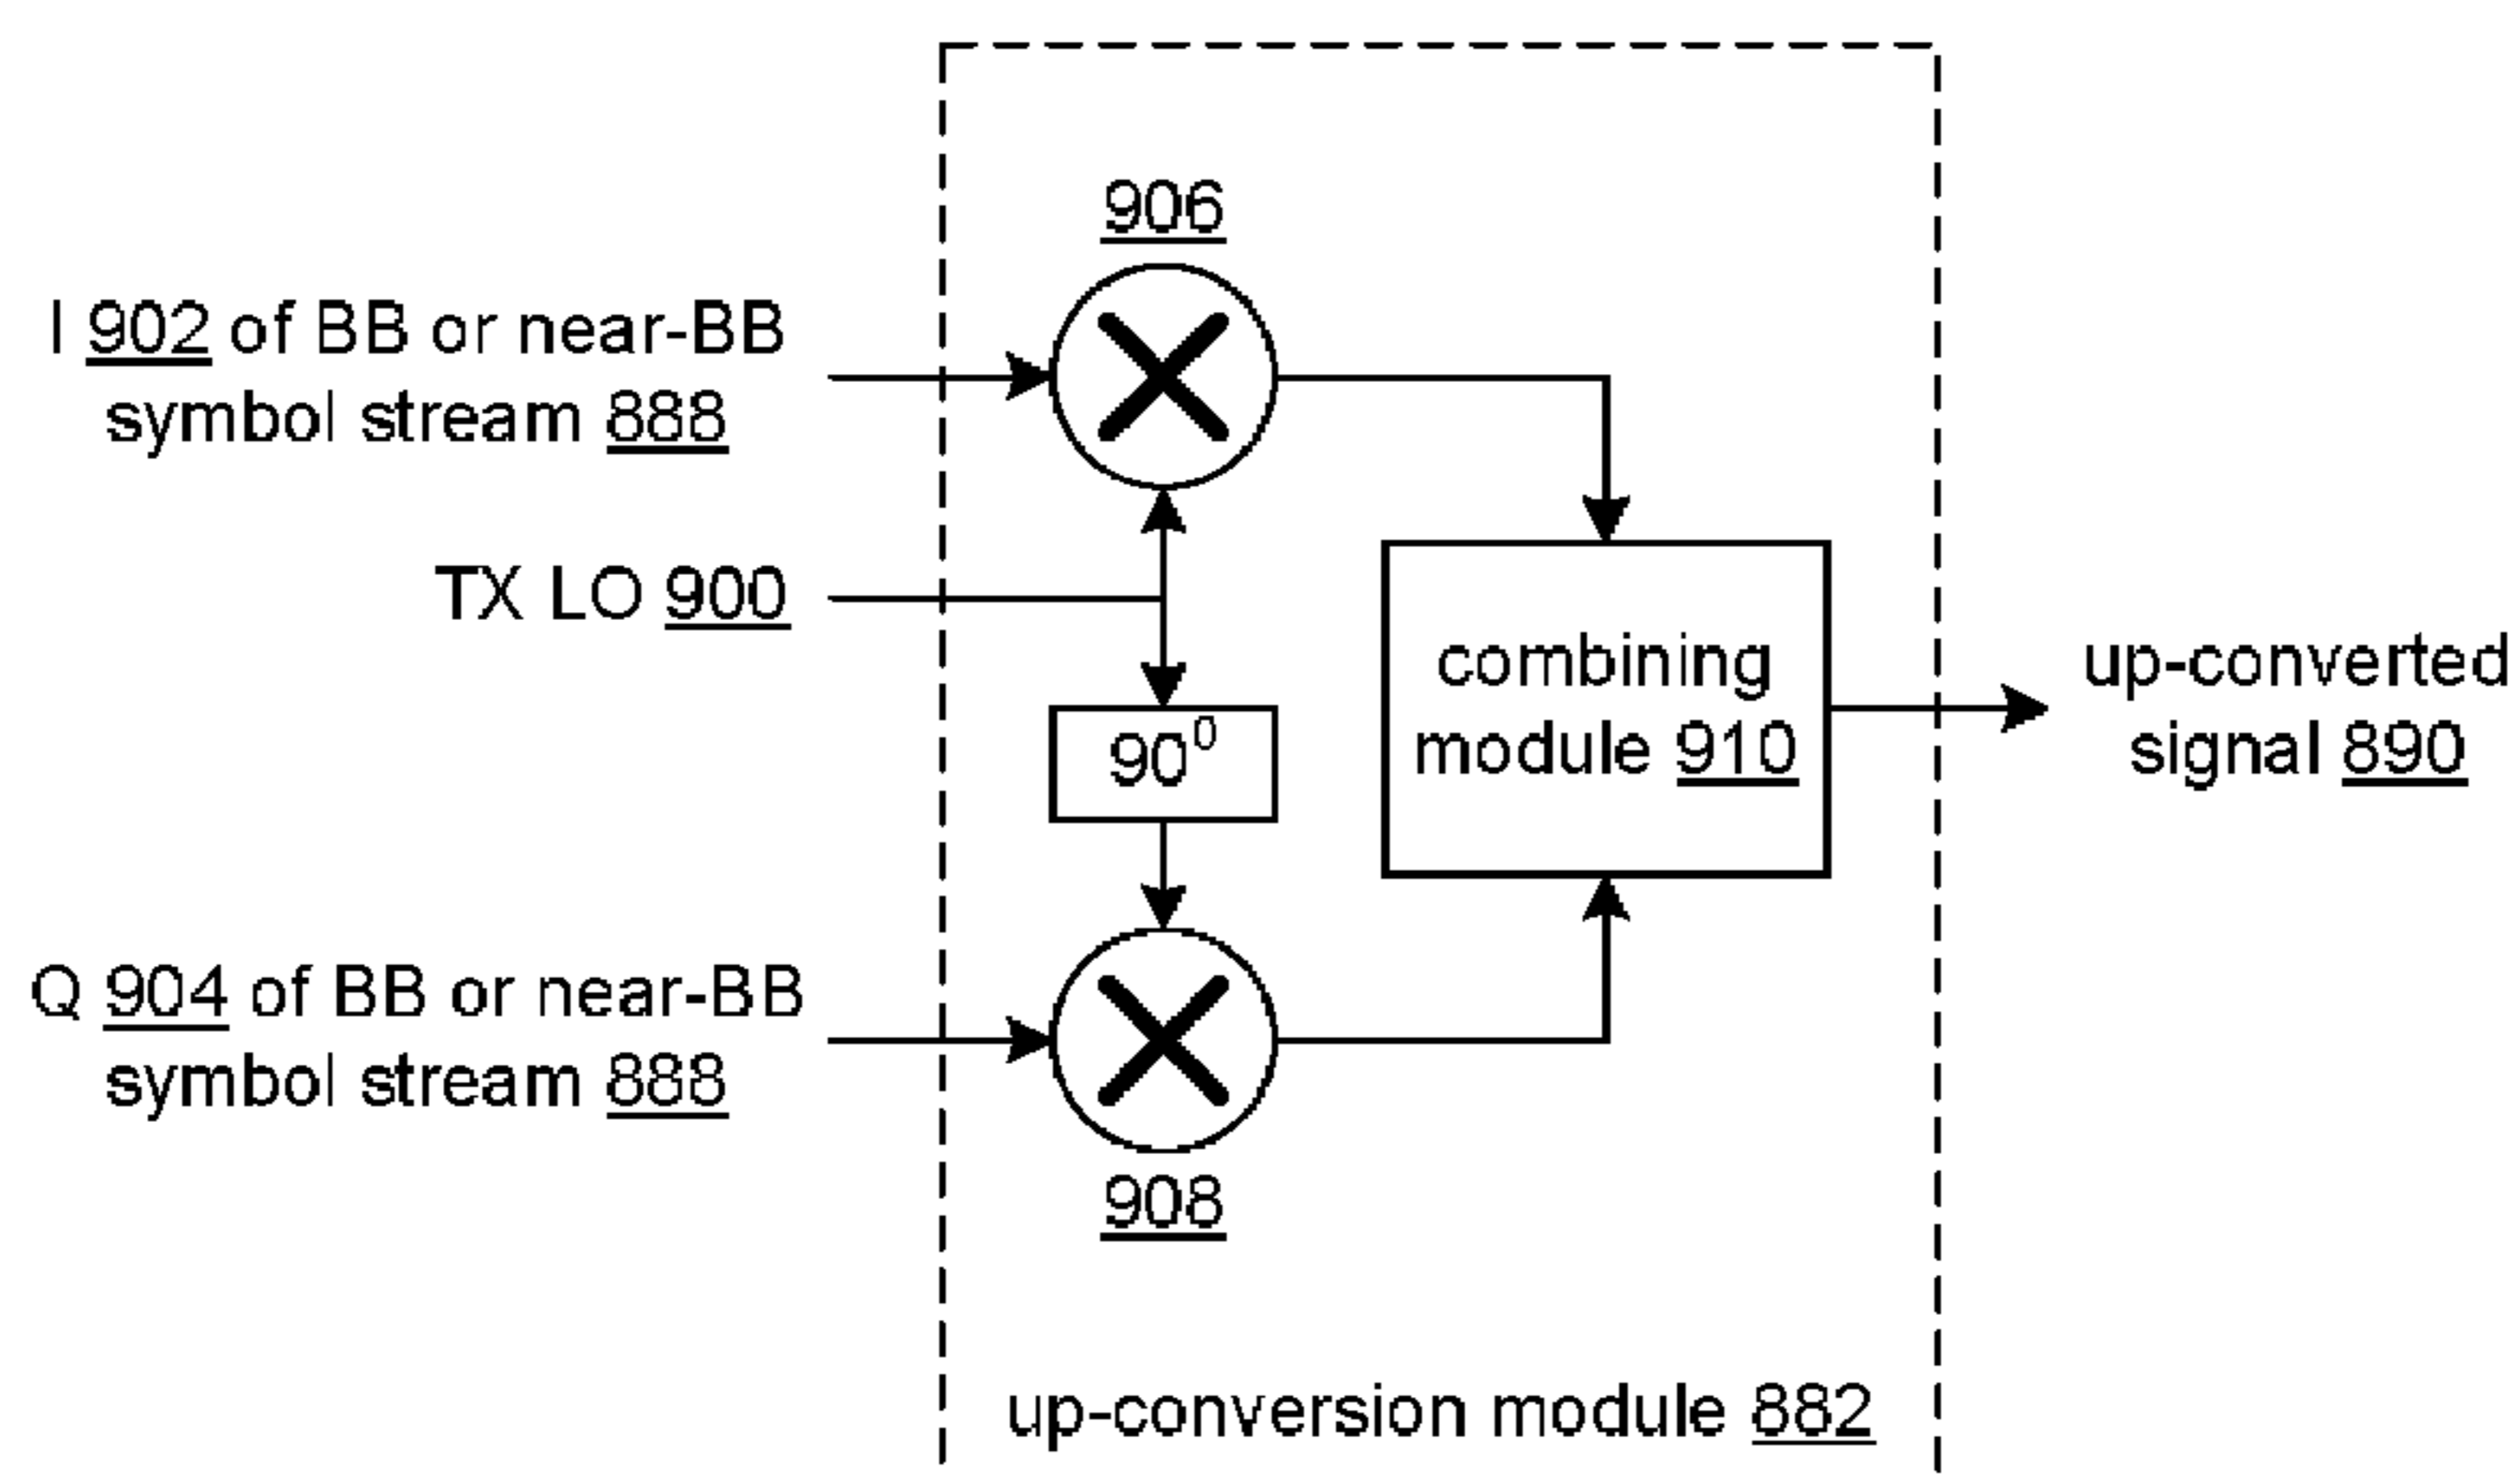 906
I 902 of BB or near-BB
symbol stream 888
TX LO 900
90⁰
combining
module 910
up-converted
signal 890
Q 904 of BB or near-BB
symbol stream 888
908
up-conversion module 882